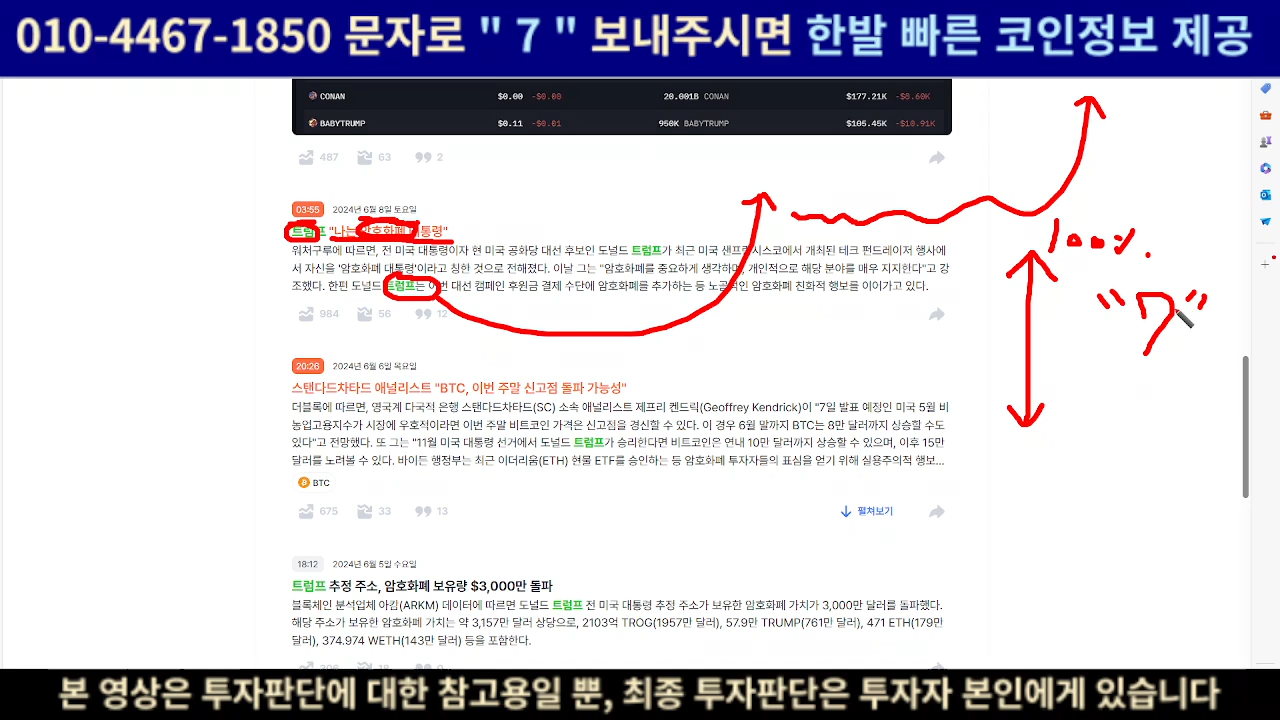 010-4467-1850 문자로 " 7 " 보내주시면 한발 빠른 코인정보 제공
CONAN $0.00 -$0.00 20.001B CONAN $177.21K -$8.60K
BABYTRUMP $0.11 -$0.01 950K BABYTRUMP $105.45K -$10.91K
487 63 2
03:55 2024년 6월 8일 토요일
트럼프 "나는 암호화폐 대통령"
위처구루에 따르면, 전 미국 대통령이자 현 미국 공화당 대선 후보인 도널드 트럼프가 최근 미국 샌프란시스코에서 개최된 테크 펀드레이저 행사에
서 자신을 '암호화폐 대통령'이라고 칭한 것으로 전해졌다. 이날 그는 "암호화폐를 중요하게 생각하며, 개인적으로 해당 분야를 매우 지지한다"고 강
조했다. 한편 도널드 트럼프는 이번 대선 캠페인 후원금 결제 수단에 암호화폐를 추가하는 등 노골적인 암호화폐 친화적 행보를 이어가고 있다.
984 56 12
100%.
"7"
20:26 2024년 6월 6일 목요일
스탠다드차타드 애널리스트 "BTC, 이번 주말 신고점 돌파 가능성"
더블록에 따르면, 영국계 다국적 은행 스탠다드차타드(SC) 소속 애널리스트 제프리 켄드릭(Geoffrey Kendrick)이 "7일 발표 예정인 미국 5월 비
농업고용지수가 시장에 우호적이라면 이번 주말 비트코인 가격은 신고점을 경신할 수 있다. 이 경우 6월 말까지 BTC는 8만 달러까지 상승할 수도
있다"고 전망했다. 또 그는 "11월 미국 대통령 선거에서 도널드 트럼프가 승리한다면 비트코인은 연내 10만 달러까지 상승할 수 있으며, 이후 15만
달러를 노려볼 수 있다. 바이든 행정부는 최근 이더리움(ETH) 현물 ETF를 승인하는 등 암호화폐 투자자들의 표심을 얻기 위해 실용주의적 행보...
BTC
675 33 13 펼쳐보기
18:12 2024년 6월 5일 수요일
트럼프 추정 주소, 암호화폐 보유량 $3,000만 돌파
블록체인 분석업체 아캄(ARKM) 데이터에 따르면 도널드 트럼프 전 미국 대통령 추정 주소가 보유한 암호화폐 가치가 3,000만 달러를 돌파했다.
해당 주소가 보유한 암호화폐 가치는 약 3,157만 달러 상당으로, 2103억 TROG(1957만 달러), 57.9만 TRUMP(761만 달러), 471 ETH(179만
달러), 374.974 WETH(143만 달러) 등을 포함한다.
본 영상은 투자판단에 대한 참고용일 뿐, 최종 투자판단은 투자자 본인에게 있습니다